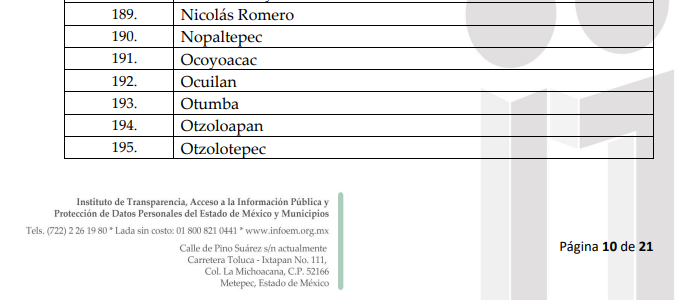 189. Nicolás Romero
190. Nopaltepec
191. Ocoyoacac
192. Ocuilan
193. Otumba
194. Otzoloapan
195. Otzolotepec
Instituto de Transparencia, Acceso a la Información Pública y
Protección de Datos Personales del Estado de México y Municipios
Tels. (722) 2 26 19 80 * Lada sin costo: 01 800 821 0441 * www.infoem.org.mx
Calle de Pino Suárez s/n actualmente
Carretera Toluca - Ixtapan No. 111,
Col. La Michoacana, C.P. 52166
Metepec, Estado de México
Página 10 de 21